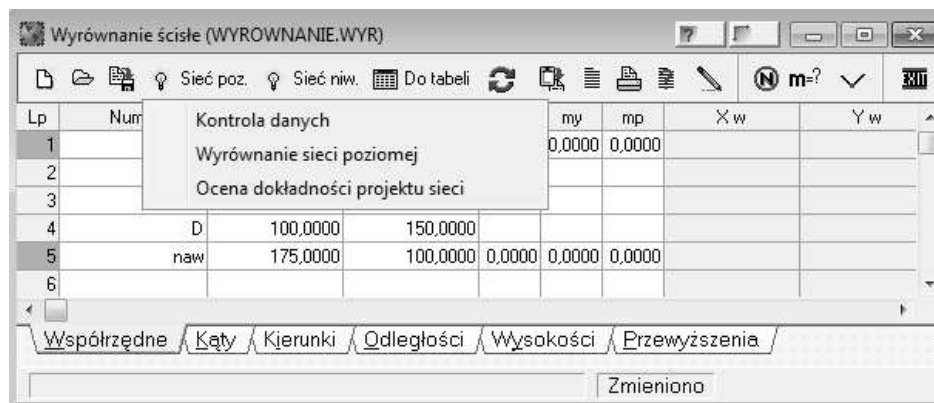 Wyrównanie ścisłe (WYROWNANIE.WYR)
Sieć poz. Sieć niw. Do tabeli m=?
Lp Num my mp X w Y w
Kontrola danych
Wyrównanie sieci poziomej
Ocena dokładności projektu sieci
1 0,0000 0,0000
2
3
4 D 100,0000 150,0000
5 naw 175,0000 100,0000 0,0000 0,0000 0,0000
6
Współrzędne Kąty Kierunki Odległości Wysokości Przewyższenia
Zmieniono